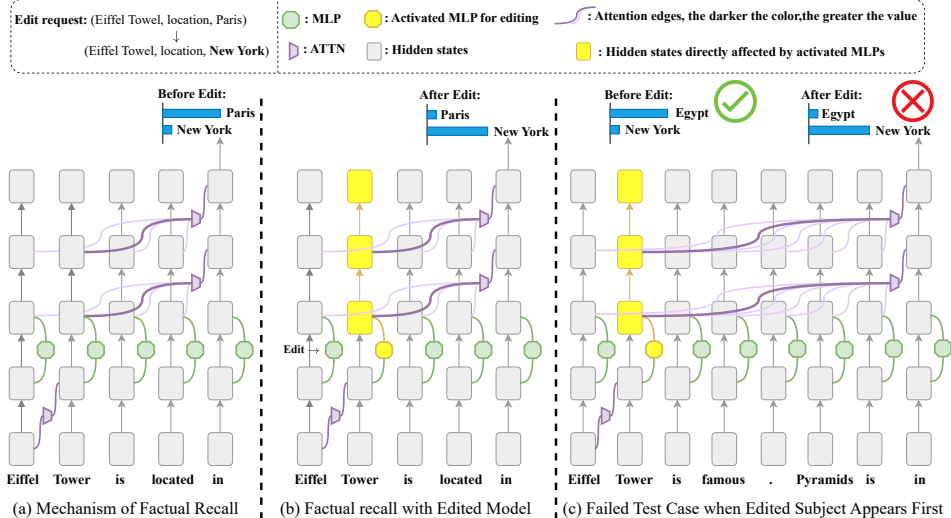 Edit request: (Eiffel Towel, location, Paris)
↓
(Eiffel Towel, location, New York)
: MLP
: Activated MLP for editing
: Attention edges, the darker the color,the greater the value
: ATTN
: Hidden states
: Hidden states directly affected by activated MLPs
Before Edit:
Paris
New York
Eiffel Tower is located in
(a) Mechanism of Factual Recall
After Edit:
Paris
New York
Edit →
Eiffel Tower is located in
(b) Factual recall with Edited Model
Before Edit:
Egypt
New York
After Edit:
Egypt
New York
Eiffel Tower is famous . Pyramids is in
(c) Failed Test Case when Edited Subject Appears First